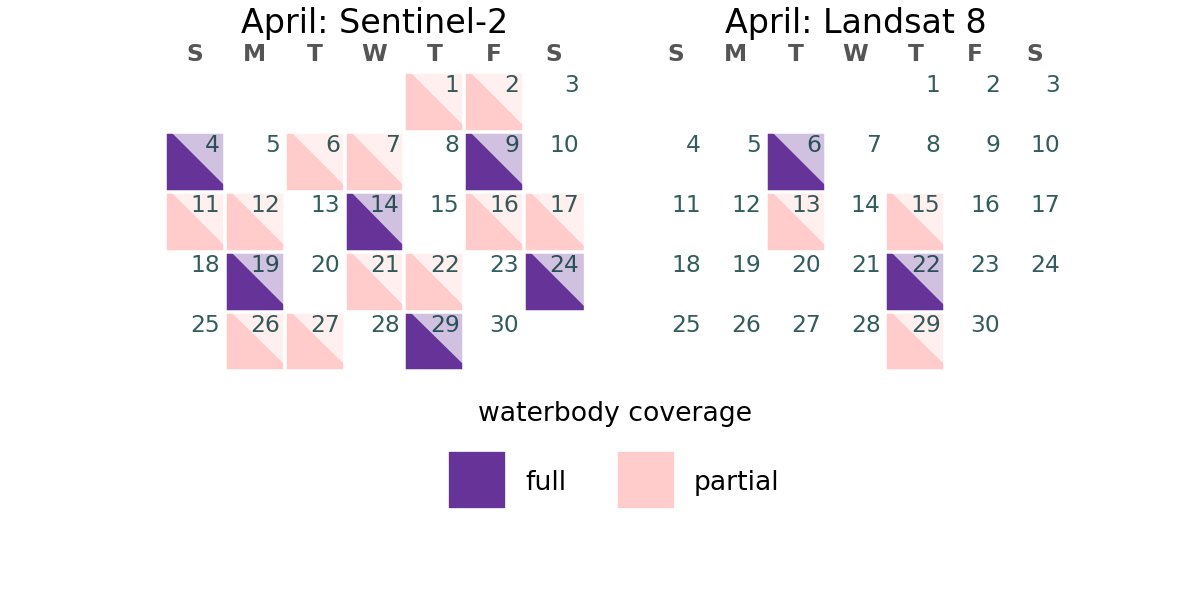 April: Sentinel-2
S M T W T F S
1 2 3
4 5 6 7 8 9 10
11 12 13 14 15 16 17
18 19 20 21 22 23 24
25 26 27 28 29 30
April: Landsat 8
S M T W T F S
1 2 3
4 5 6 7 8 9 10
11 12 13 14 15 16 17
18 19 20 21 22 23 24
25 26 27 28 29 30
waterbody coverage
full partial